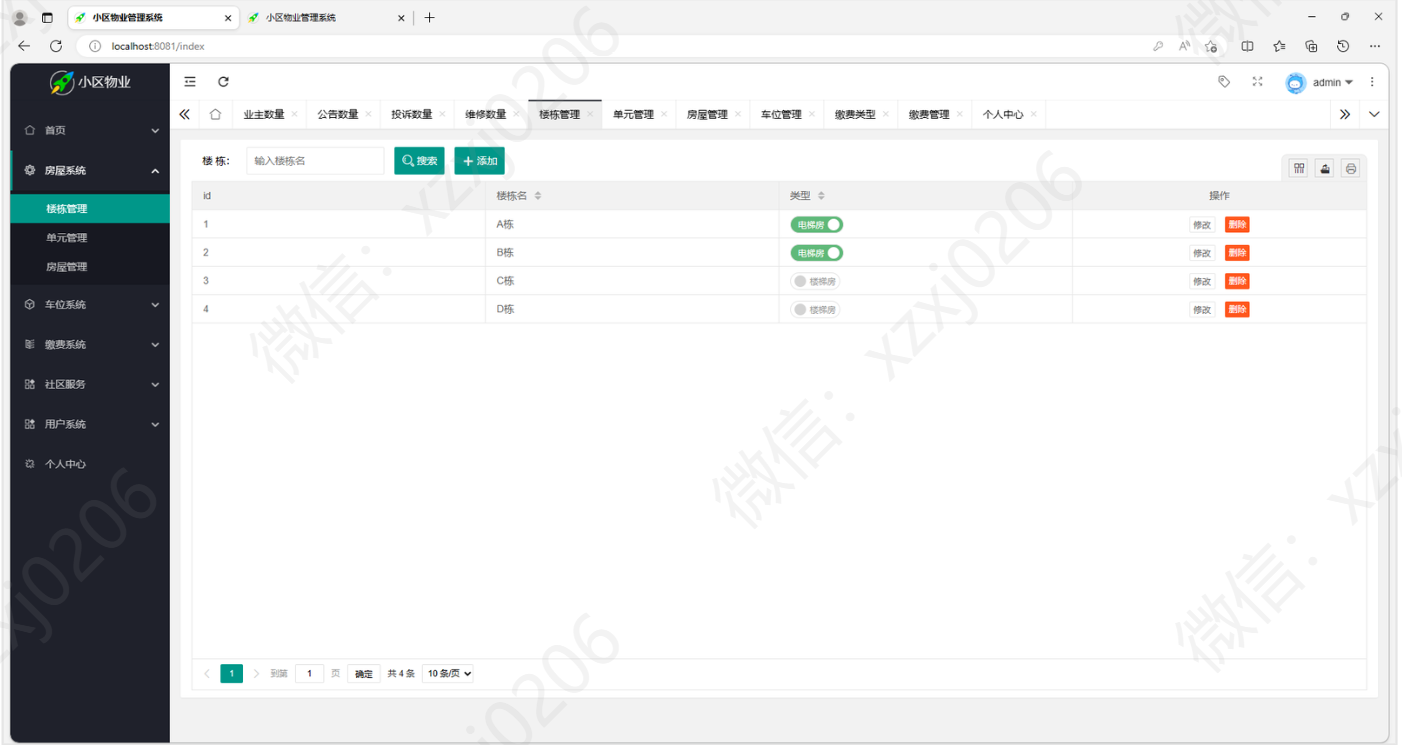 小区物业管理系统
小区物业管理系统
localhost:8081/index
小区物业
admin
业主数量
公告数量
投诉数量
维修数量
楼栋管理
单元管理
房屋管理
车位管理
缴费类型
缴费管理
个人中心
首页
房屋系统
楼栋管理
单元管理
房屋管理
车位系统
缴费系统
社区服务
用户系统
个人中心
楼 栋:
输入楼栋名
搜索
添加
id 楼栋名 类型 操作
1 A栋 电梯房 修改 删除
2 B栋 电梯房 修改 删除
3 C栋 楼梯房 修改 删除
4 D栋 楼梯房 修改 删除
1 到第 1 页 确定 共 4 条 10 条/页
微信：xzxj0206